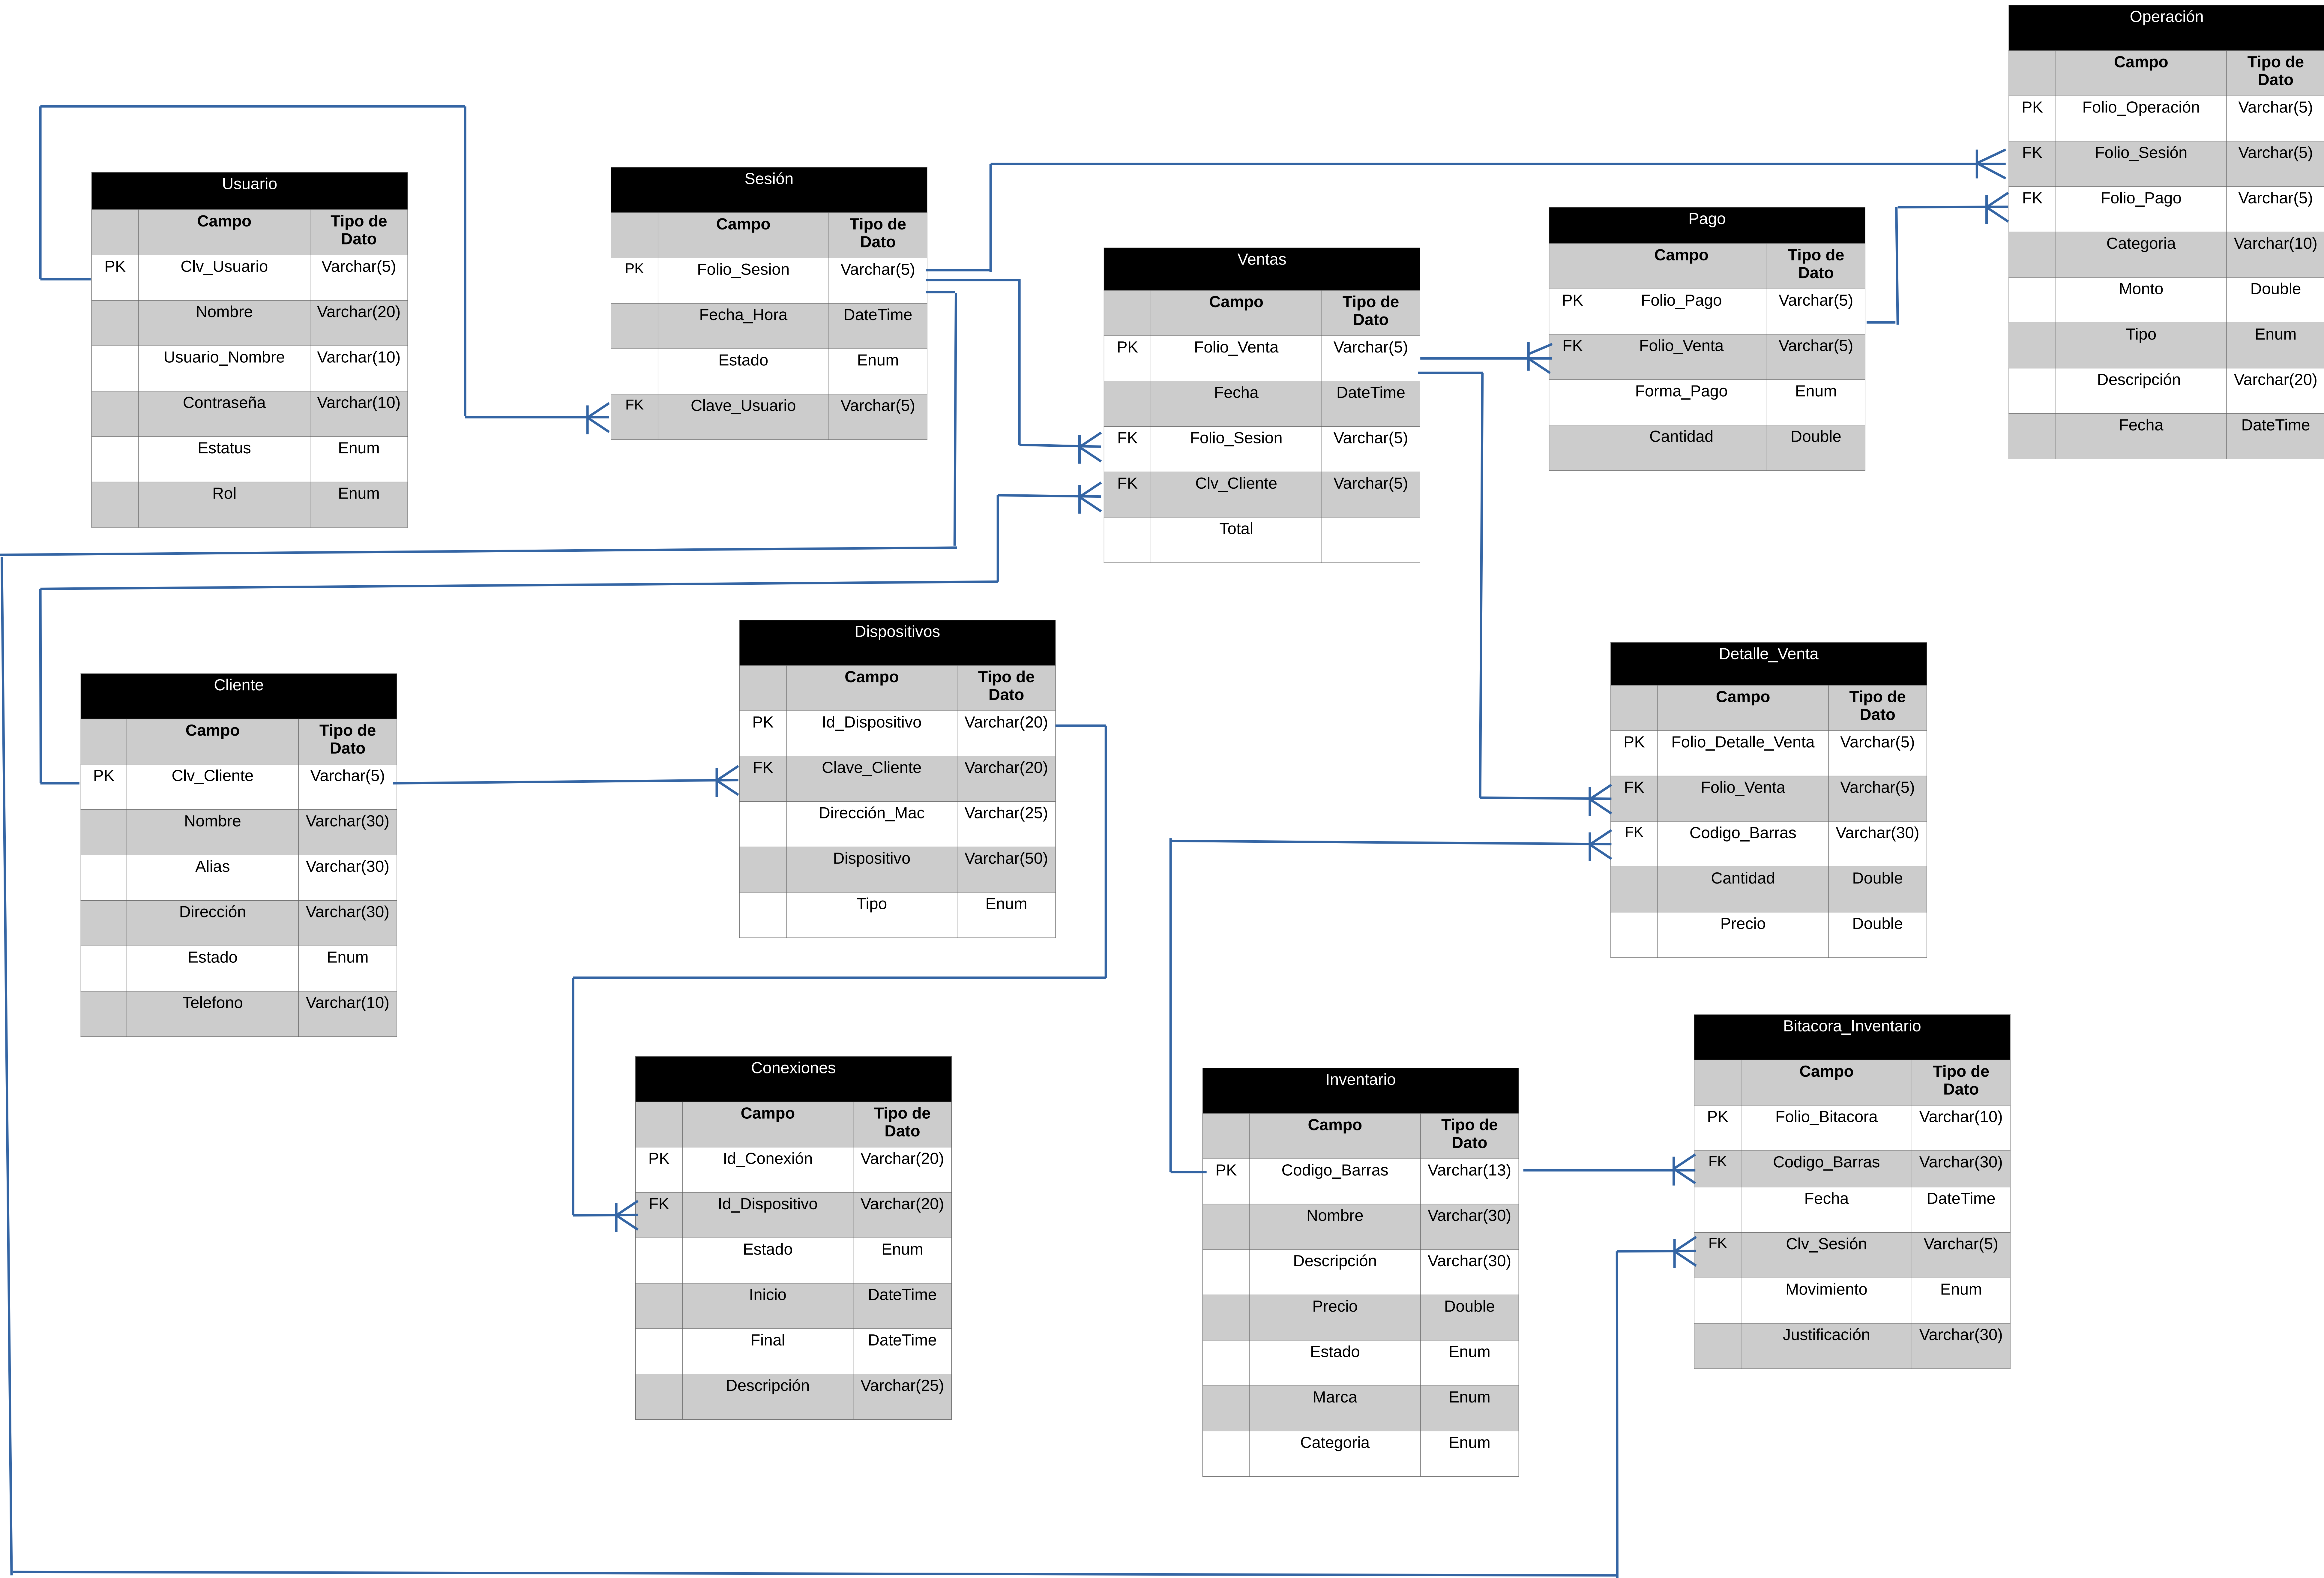 Operación
Campo Tipo de Dato
PK Folio_Operación Varchar(5)
FK Folio_Sesión Varchar(5)
FK Folio_Pago Varchar(5)
Categoria Varchar(10)
Monto Double
Tipo Enum
Descripción Varchar(20)
Fecha DateTime
Usuario
Campo Tipo de Dato
PK Clv_Usuario Varchar(5)
Nombre Varchar(20)
Usuario_Nombre Varchar(10)
Contraseña Varchar(10)
Estatus Enum
Rol Enum
Sesión
Campo Tipo de Dato
PK Folio_Sesion Varchar(5)
Fecha_Hora DateTime
Estado Enum
FK Clave_Usuario Varchar(5)
Ventas
Campo Tipo de Dato
PK Folio_Venta Varchar(5)
Fecha DateTime
FK Folio_Sesion Varchar(5)
FK Clv_Cliente Varchar(5)
Total
Pago
Campo Tipo de Dato
PK Folio_Pago Varchar(5)
FK Folio_Venta Varchar(5)
Forma_Pago Enum
Cantidad Double
Cliente
Campo Tipo de Dato
PK Clv_Cliente Varchar(5)
Nombre Varchar(30)
Alias Varchar(30)
Dirección Varchar(30)
Estado Enum
Telefono Varchar(10)
Dispositivos
Campo Tipo de Dato
PK Id_Dispositivo Varchar(20)
FK Clave_Cliente Varchar(20)
Dirección_Mac Varchar(25)
Dispositivo Varchar(50)
Tipo Enum
Detalle_Venta
Campo Tipo de Dato
PK Folio_Detalle_Venta Varchar(5)
FK Folio_Venta Varchar(5)
FK Codigo_Barras Varchar(30)
Cantidad Double
Precio Double
Conexiones
Campo Tipo de Dato
PK Id_Conexión Varchar(20)
FK Id_Dispositivo Varchar(20)
Estado Enum
Inicio DateTime
Final DateTime
Descripción Varchar(25)
Inventario
Campo Tipo de Dato
PK Codigo_Barras Varchar(13)
Nombre Varchar(30)
Descripción Varchar(30)
Precio Double
Estado Enum
Marca Enum
Categoria Enum
Bitacora_Inventario
Campo Tipo de Dato
PK Folio_Bitacora Varchar(10)
FK Codigo_Barras Varchar(30)
Fecha DateTime
FK Clv_Sesión Varchar(5)
Movimiento Enum
Justificación Varchar(30)